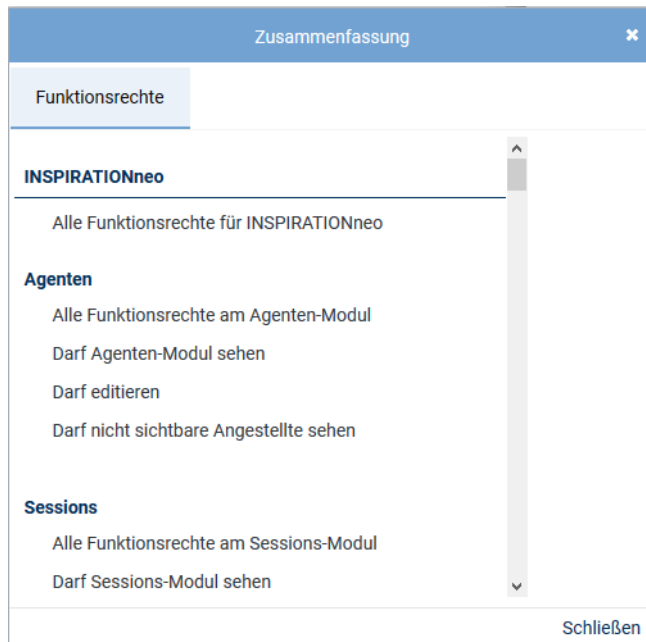 Zusammenfassung
Funktionsrechte
INSPIRATIONneo
Alle Funktionsrechte für INSPIRATIONneo
Agenten
Alle Funktionsrechte am Agenten-Modul
Darf Agenten-Modul sehen
Darf editieren
Darf nicht sichtbare Angestellte sehen
Sessions
Alle Funktionsrechte am Sessions-Modul
Darf Sessions-Modul sehen
Schließen